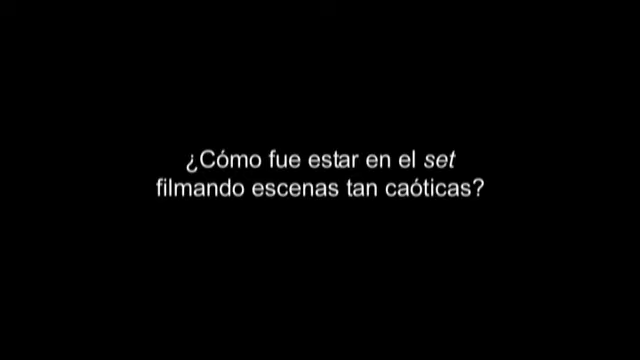 ¿Cómo fue estar en el set
filmando escenas tan caóticas?